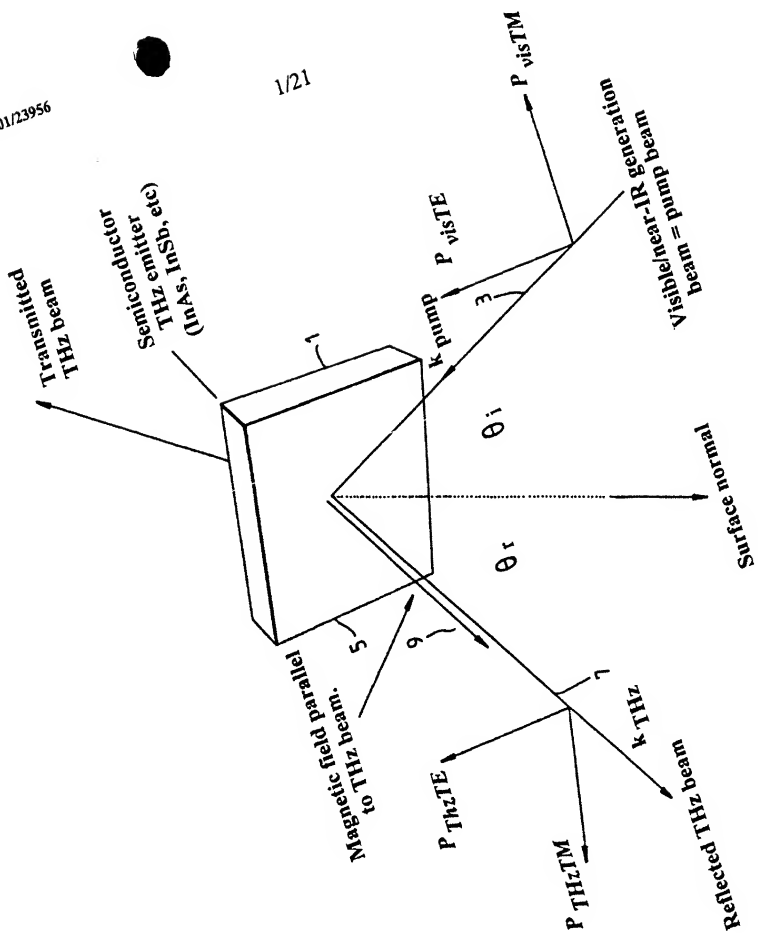 01/23956
1/21
Transmitted
THz beam
Semiconductor
THz emitter
(InAs, InSb, etc)
1
P visTM
P visTE
3
k pump
Visible/near-IR generation
beam = pump beam
θi
Surface normal
θr
5
9
Magnetic field parallel
to THz beam.
P ThzTE
P THzTM
7
k THz
Reflected THz beam